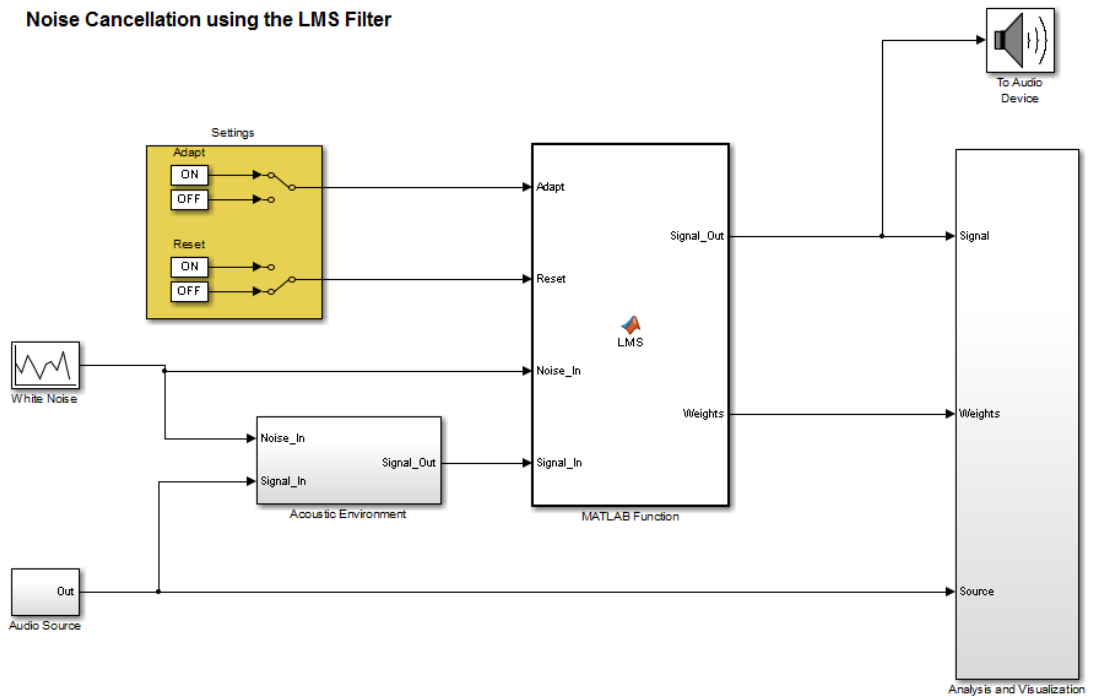 Noise Cancellation using the LMS Filter
To Audio
Device
Settings
Adapt
ON
OFF
Reset
ON
OFF
Adapt
Reset
Noise_In
Signal_In
Signal_Out
Weights
LMS
MATLAB Function
White Noise
Noise_In
Signal_In
Signal_Out
Acoustic Environment
Out
Audio Source
Signal
Weights
Source
Analysis and Visualization